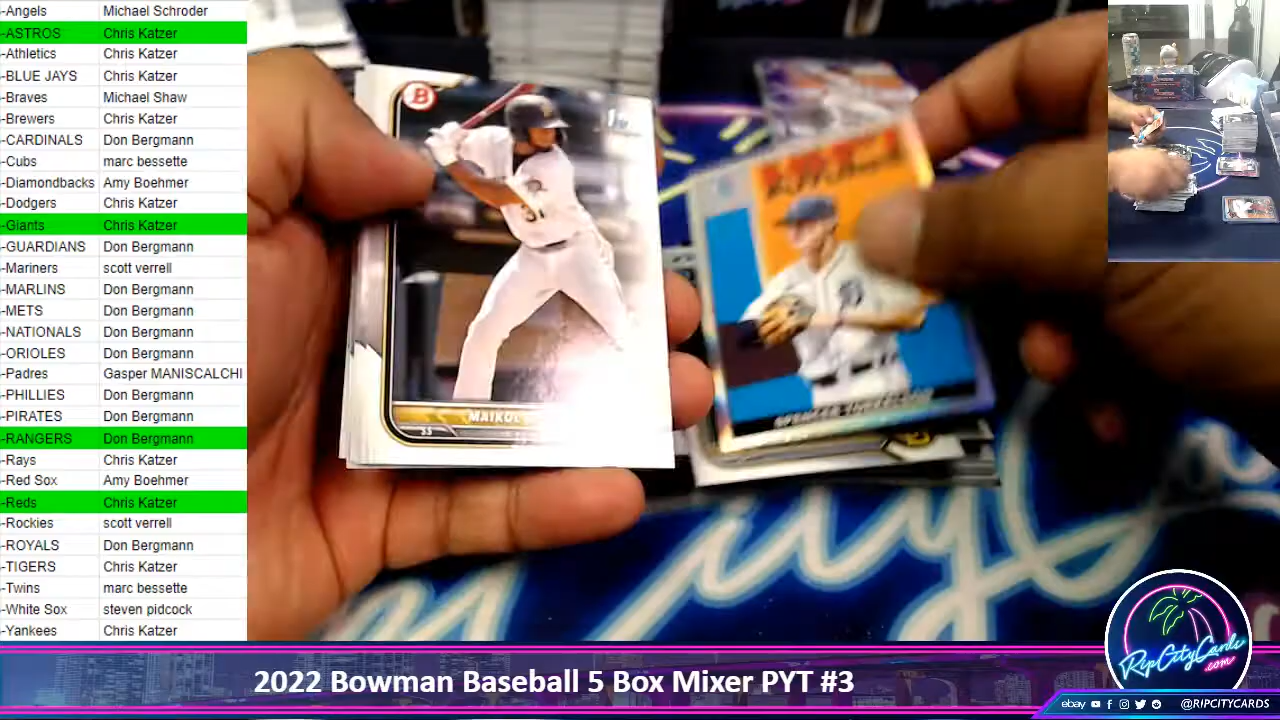 -Angels Michael Schroder
-ASTROS Chris Katzer
-Athletics Chris Katzer
-BLUE JAYS Chris Katzer
-Braves Michael Shaw
-Brewers Chris Katzer
-CARDINALS Don Bergmann
-Cubs marc bessette
-Diamondbacks Amy Boehmer
-Dodgers Chris Katzer
-Giants Chris Katzer
-GUARDIANS Don Bergmann
-Mariners scott verrell
-MARLINS Don Bergmann
-METS Don Bergmann
-NATIONALS Don Bergmann
-ORIOLES Don Bergmann
-Padres Gasper MANISCALCHI
-PHILLIES Don Bergmann
-PIRATES Don Bergmann
-RANGERS Don Bergmann
-Rays Chris Katzer
-Red Sox Amy Boehmer
-Reds Chris Katzer
-Rockies scott verrell
-ROYALS Don Bergmann
-TIGERS Chris Katzer
-Twins marc bessette
-White Sox steven pidcock
-Yankees Chris Katzer
B
1st
MAIKOL
33
2022 Bowman Baseball 5 Box Mixer PYT #3
RipCityCards
.com
ebay @RIPCITYCARDS